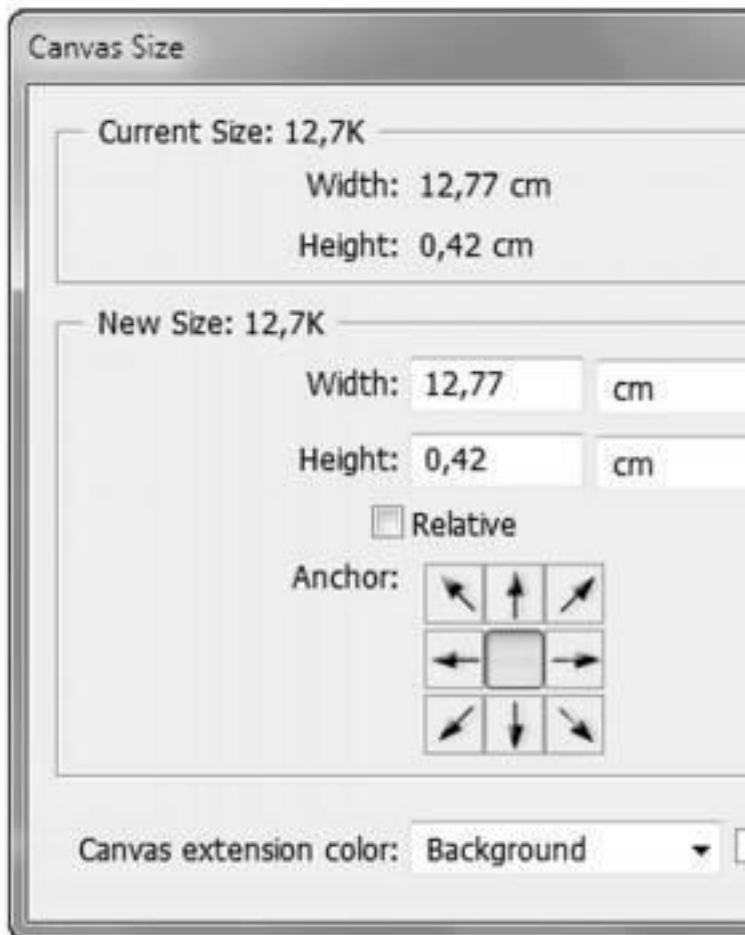 Canvas Size
Current Size: 12,7K
Width: 12,77 cm
Height: 0,42 cm
New Size: 12,7K
Width: 12,77 cm
Height: 0,42 cm
Relative
Anchor:
Canvas extension color: Background